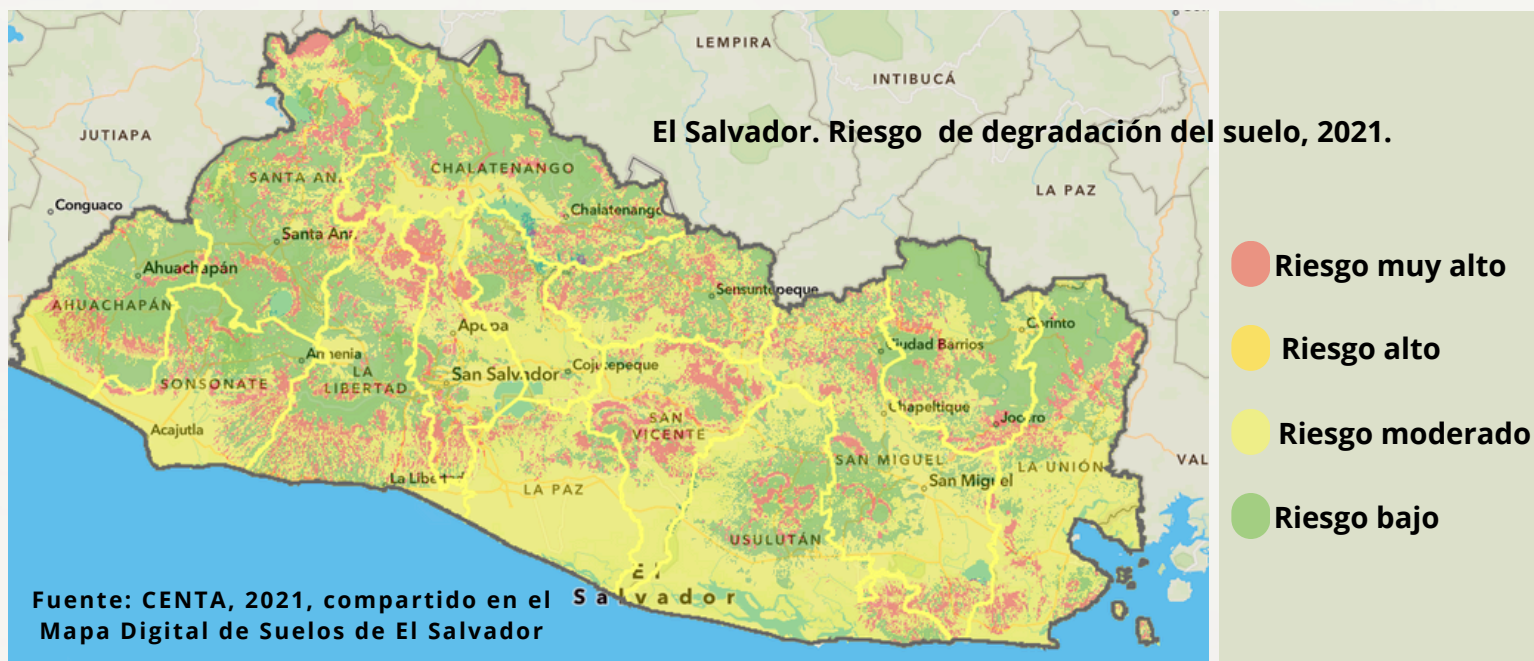 LEMPIRA
INTIBUCÁ
JUTIAPA
El Salvador. Riesgo de degradación del suelo, 2021.
CHALATENANGO
SANTA AN
LA PAZ
Conguaco
Chalatenango
Santa Ana
Riesgo muy alto
Ahuachapán
Sensuntepeque
AHUACHAPÁN
Apopa
Corinto
Ciudad Barrios
Riesgo alto
Armenia
Cojutepeque
LA
LIBERTAD
San Salvador
SONSONATE
Chapeltique
SAN
VICENTE
Jocoro
Acajutla
Riesgo moderado
SAN MIGUEL
LA UNIÓN
VAL
La Libertad
San Miguel
LA PAZ
Riesgo bajo
USULUTÁN
El
Salvador
Fuente: CENTA, 2021, compartido en el
Mapa Digital de Suelos de El Salvador